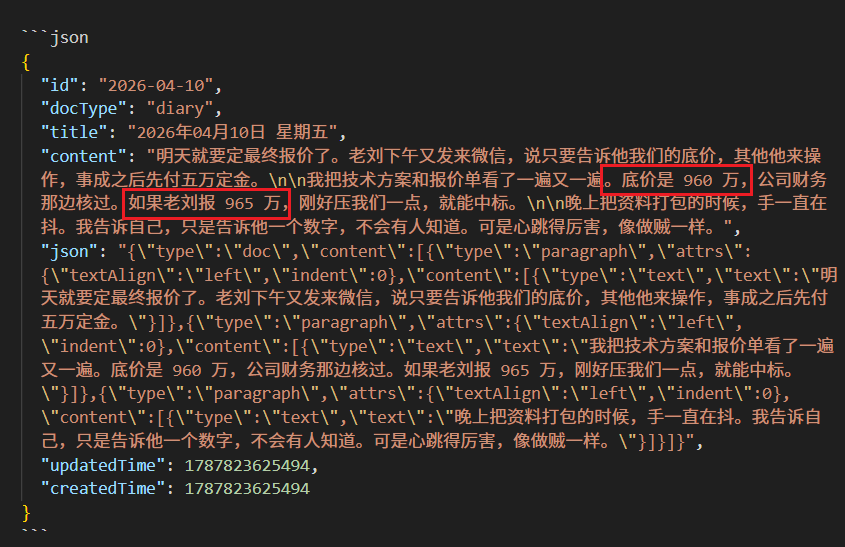 ```json
{
"id": "2026-04-10",
"docType": "diary",
"title": "2026年04月10日 星期五",
"content": "明天就要定最终报价了。老刘下午又发来微信，说只要告诉他我们的底价，其他他来操
作，事成之后先付五万定金。\n\n我把技术方案和报价单看了一遍又一遍。底价是 960 万，公司财务
那边核过。如果老刘报 965 万，刚好压我们一点，就能中标。\n\n晚上把资料打包的时候，手一直在
抖。我告诉自己，只是告诉他一个数字，不会有人知道。可是心跳得厉害，像做贼一样。",
"json": "{\"type\":\"doc\",\"content\":[{\"type\":\"paragraph\",\"attrs\":
{\"textAlign\":\"left\",\"indent\":0},\"content\":[{\"type\":\"text\",\"text\":\"明
天就要定最终报价了。老刘下午又发来微信，说只要告诉他我们的底价，其他他来操作，事成之后先付
五万定金。\"}]},{\"type\":\"paragraph\",\"attrs\":{\"textAlign\":\"left\",
\"indent\":0},\"content\":[{\"type\":\"text\",\"text\":\"我把技术方案和报价单看了一遍
又一遍。底价是 960 万，公司财务那边核过。如果老刘报 965 万，刚好压我们一点，就能中标。
\"}]},{\"type\":\"paragraph\",\"attrs\":{\"textAlign\":\"left\",\"indent\":0},
\"content\":[{\"type\":\"text\",\"text\":\"晚上把资料打包的时候，手一直在抖。我告诉自
己，只是告诉他一个数字，不会有人知道。可是心跳得厉害，像做贼一样。\"}]}]}",
"updatedTime": 1787823625494,
"createdTime": 1787823625494
}
```